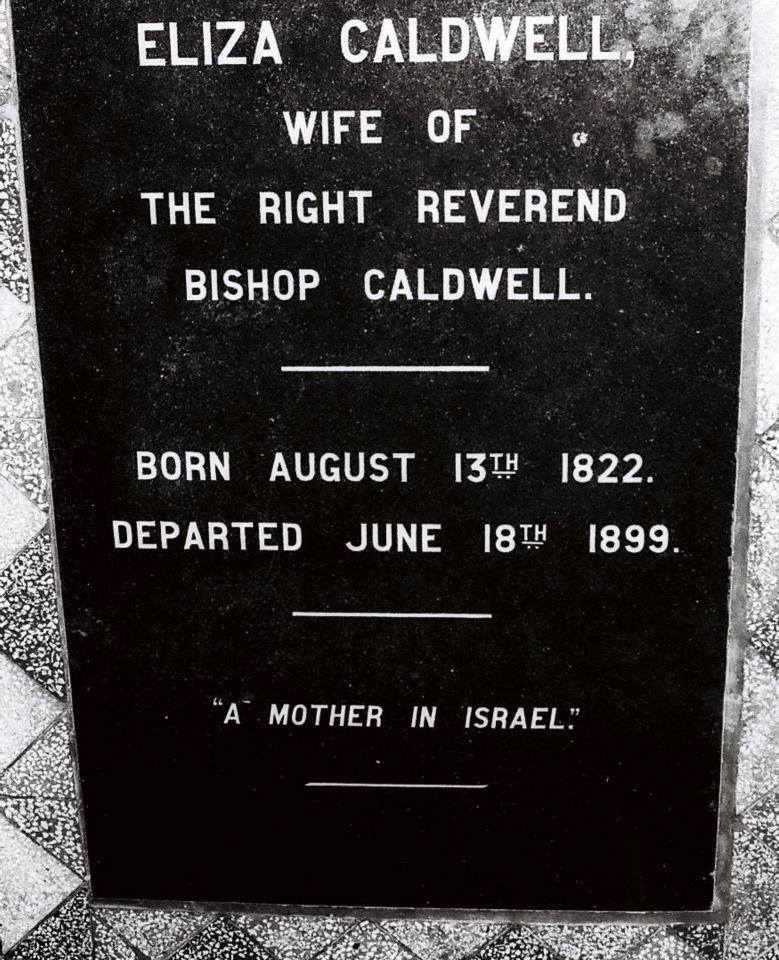 ELIZA CALDWELL,
WIFE OF
THE RIGHT REVEREND
BISHOP CALDWELL.
BORN AUGUST 13TH 1822.
DEPARTED JUNE 18TH 1899.
"A MOTHER IN ISRAEL."